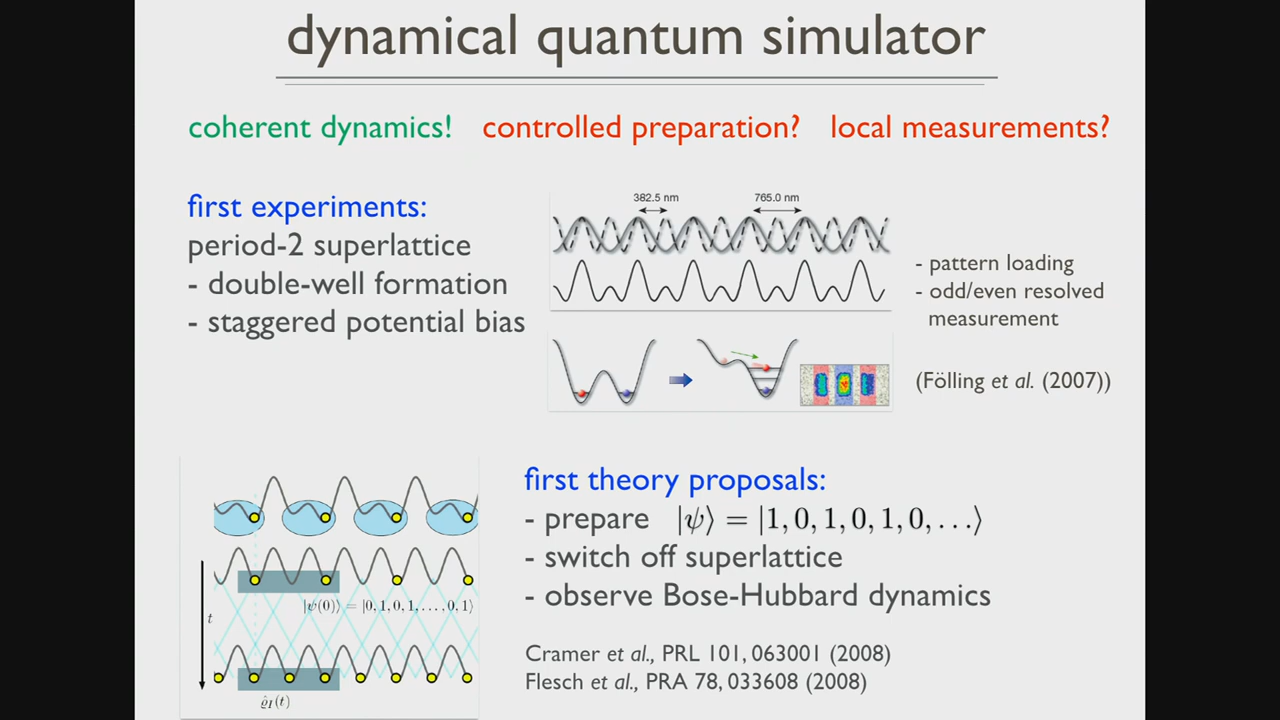 dynamical quantum simulator
coherent dynamics! controlled preparation? local measurements?
first experiments:
period-2 superlattice
- double-well formation
- staggered potential bias
382.5 nm 765.0 nm
- pattern loading
- odd/even resolved
measurement
(Fölling et al. (2007))
first theory proposals:
- prepare |ψ⟩ = |1, 0, 1, 0, 1, 0, . . .⟩
- switch off superlattice
- observe Bose-Hubbard dynamics
Cramer et al., PRL 101, 063001 (2008)
Flesch et al., PRA 78, 033608 (2008)
|ψ(0)⟩ = |0, 1, 0, 1, . . . , 0, 1⟩
t
ϱ̂_I(t)